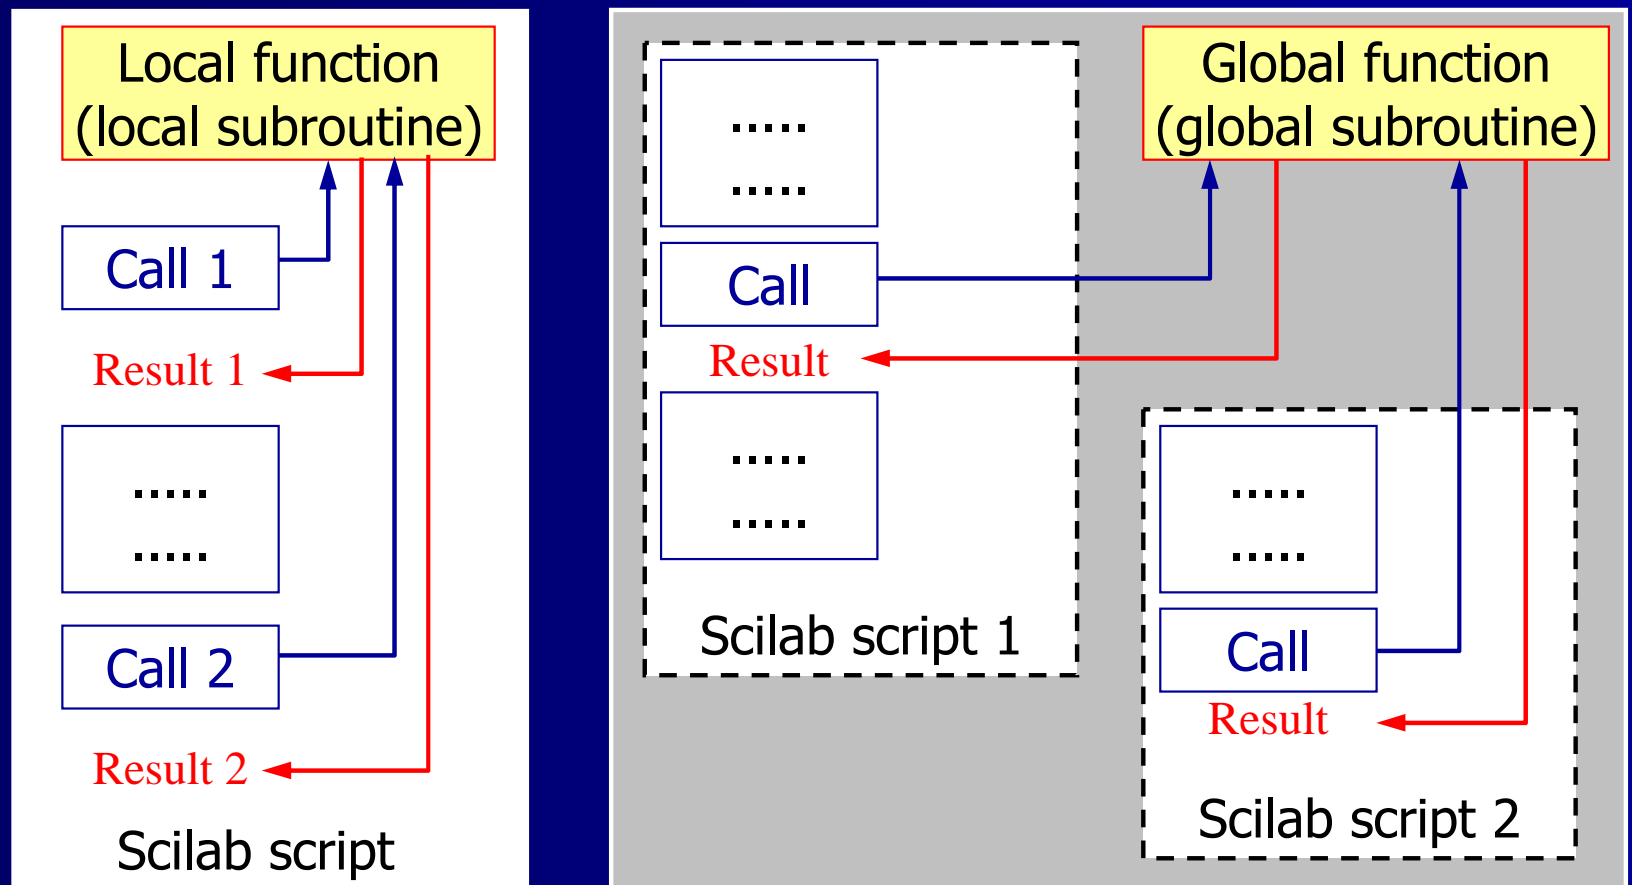 Local function
(local subroutine)
Call 1
Result 1
.....
.....
Call 2
Result 2
Scilab script
.....
.....
Call
Result
.....
.....
Scilab script 1
Global function
(global subroutine)
.....
.....
Call
Result
Scilab script 2